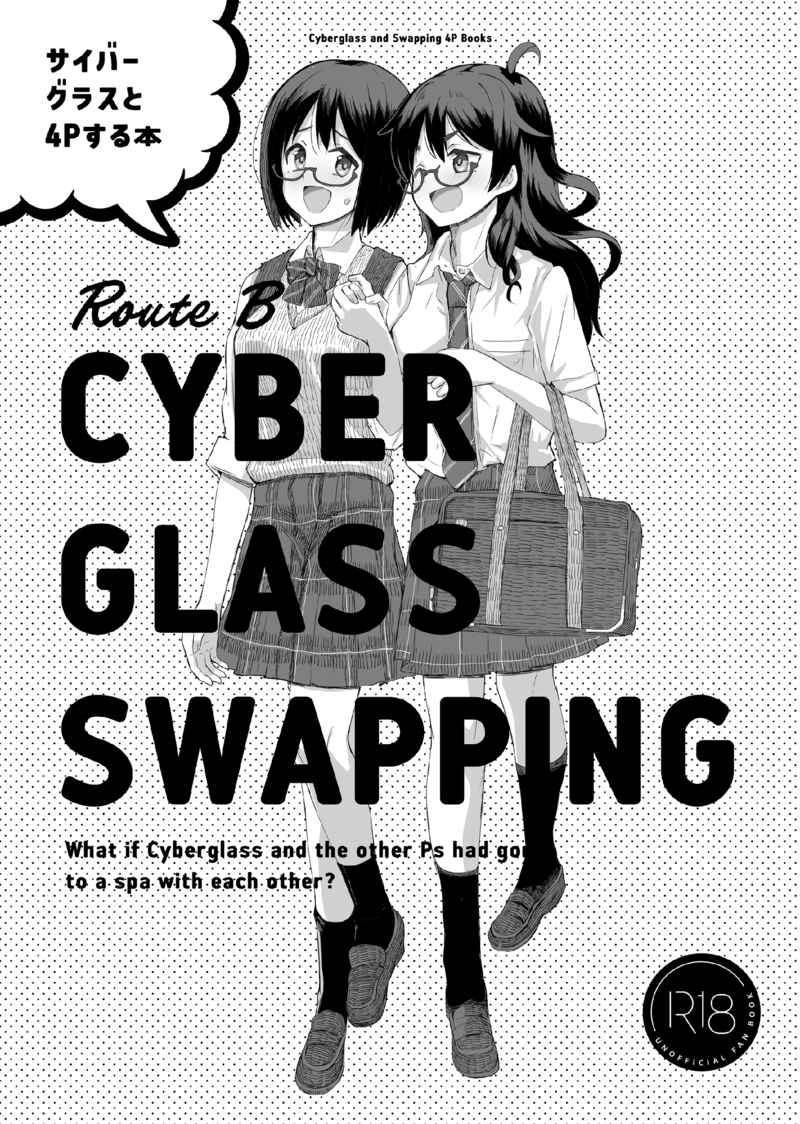 Cyberglass and Swapping 4P Books
サイバー
グラスと
4Pする本
Route B
CYBER
GLASS
SWAPPING
What if Cyberglass and the other Ps had
to a spa with each other?
R18
UNOFFiCiAL FAN BOOK